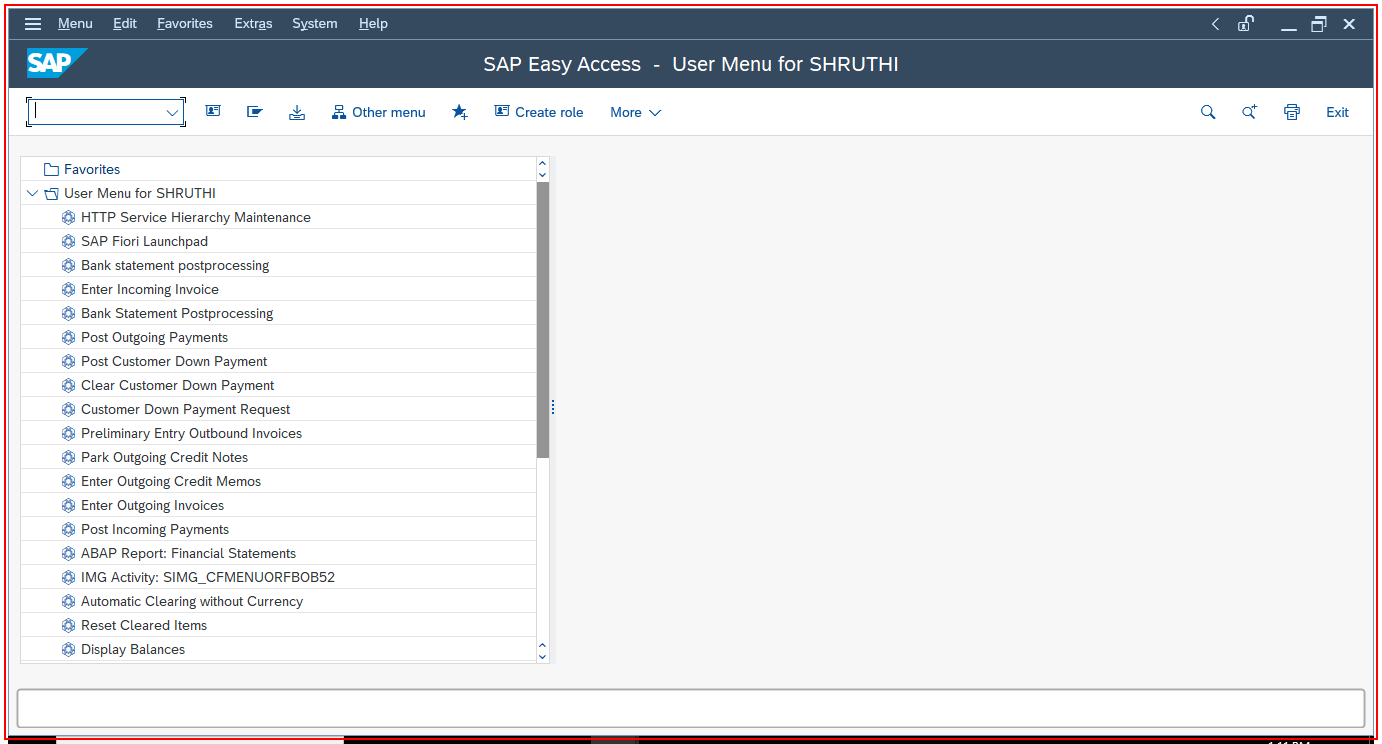 Menu Edit Favorites Extras System Help
SAP SAP Easy Access - User Menu for SHRUTHI
Other menu Create role More Exit
Favorites
User Menu for SHRUTHI
HTTP Service Hierarchy Maintenance
SAP Fiori Launchpad
Bank statement postprocessing
Enter Incoming Invoice
Bank Statement Postprocessing
Post Outgoing Payments
Post Customer Down Payment
Clear Customer Down Payment
Customer Down Payment Request
Preliminary Entry Outbound Invoices
Park Outgoing Credit Notes
Enter Outgoing Credit Memos
Enter Outgoing Invoices
Post Incoming Payments
ABAP Report: Financial Statements
IMG Activity: SIMG_CFMENUORFBOB52
Automatic Clearing without Currency
Reset Cleared Items
Display Balances